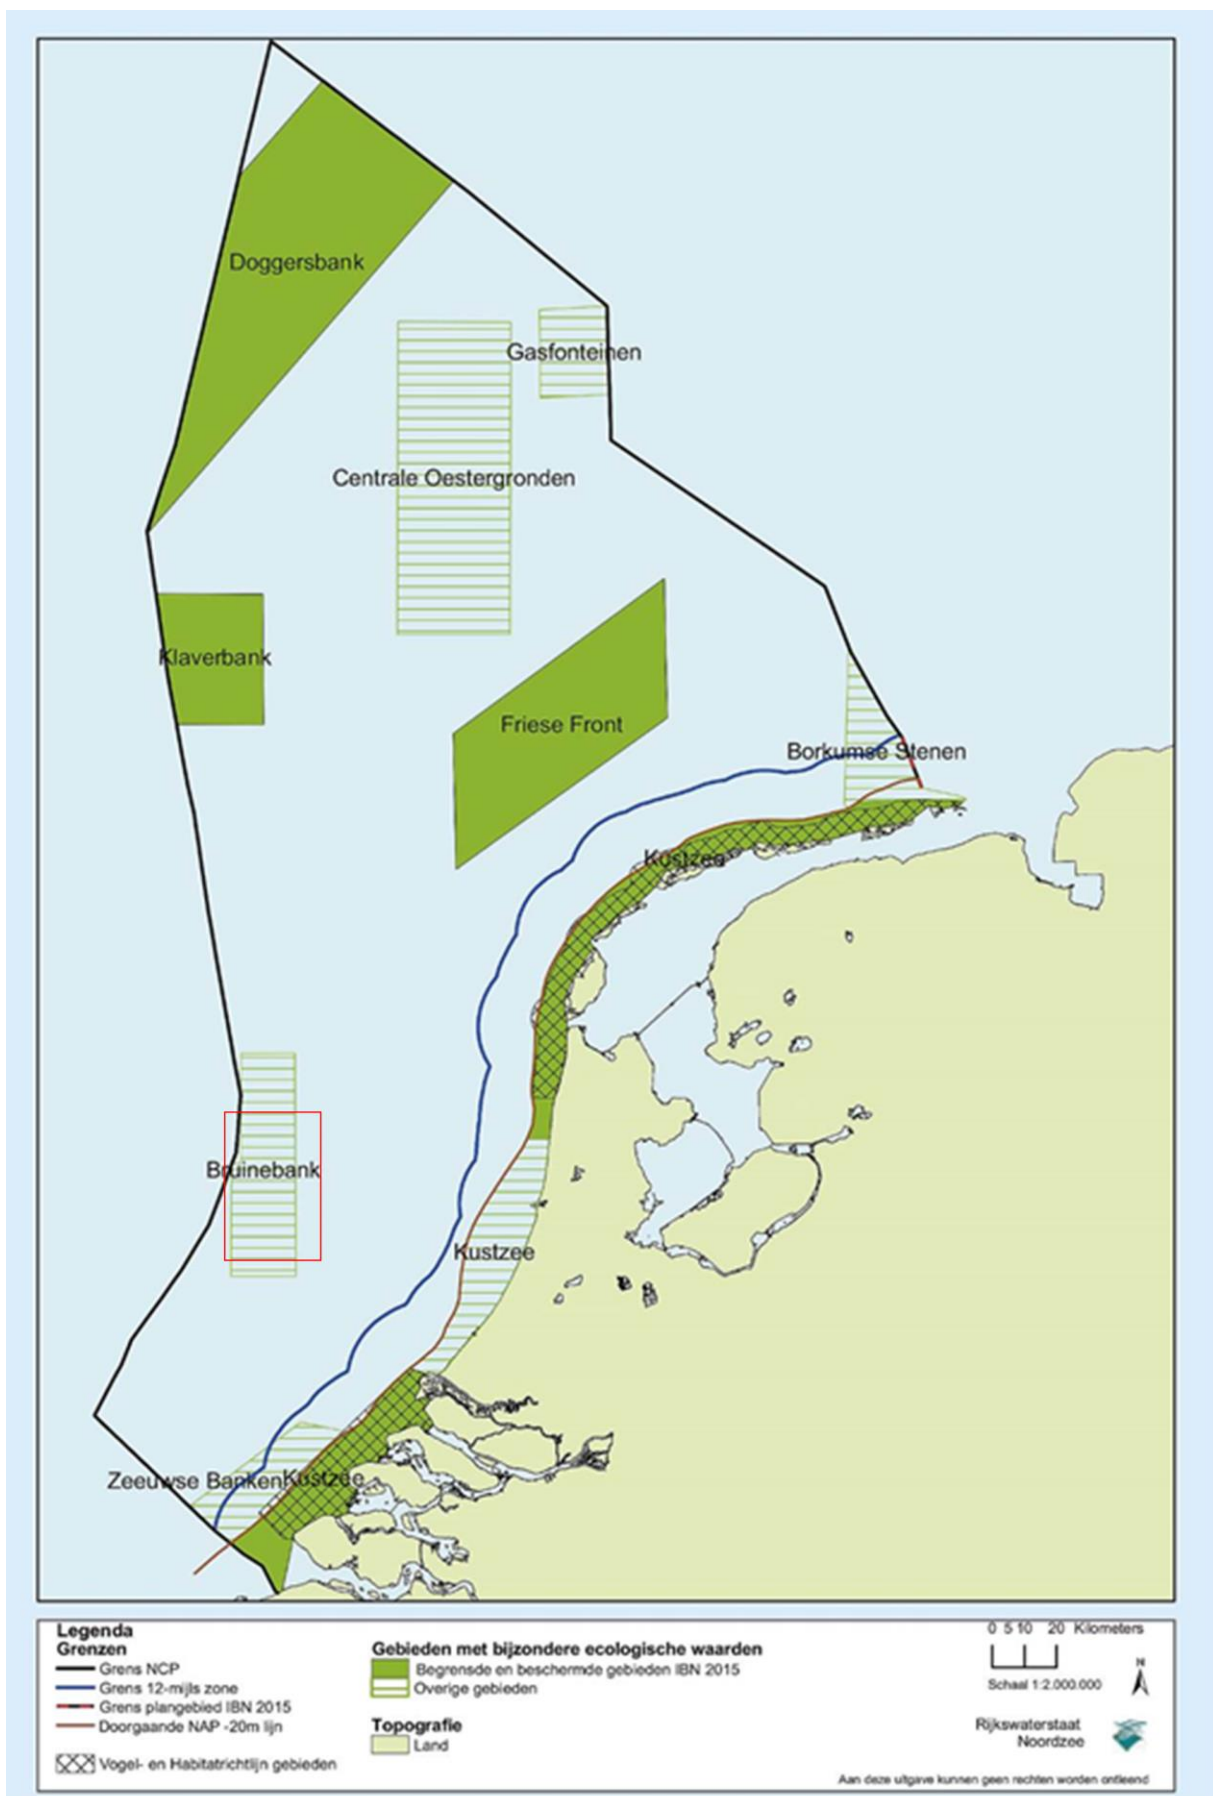 Doggersbank
Gasfonteinen
Centrale Oestergronden
Klaverbank
Friese Front
Borkumse Stenen
Kustzee
Bruinebank
Kustzee
Zeeuwse Banken
Kustzee
Legenda
Grenzen
Grens NCP
Grens 12-mijls zone
Grens plangebied IBN 2015
Doorgaande NAP -20m lijn
Vogel- en Habitatrichtlijn gebieden
Gebieden met bijzondere ecologische waarden
Begrensde en beschermde gebieden IBN 2015
Overige gebieden
Topografie
Land
0 5 10 20 Kilometers
Schaal 1:2.000.000
N
Rijkswaterstaat
Noordzee
Aan deze uitgave kunnen geen rechten worden ontleend